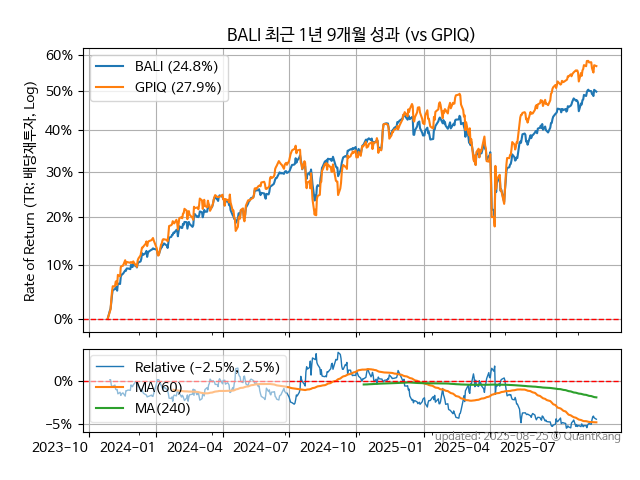 BALI 최근 1년 9개월 성과 (vs GPIQ)
60%
50%
40%
30%
20%
10%
0%
Rate of Return (TR: 배당재투자, Log)
BALI (24.8%)
GPIQ (27.9%)
0%
−5%
Relative (−2.5%, 2.5%)
MA(60)
MA(240)
updated: 2025-08-25 © QuantKang
2023−10
2024−01
2024−04
2024−07
2024−10
2025−01
2025−04
2025−07